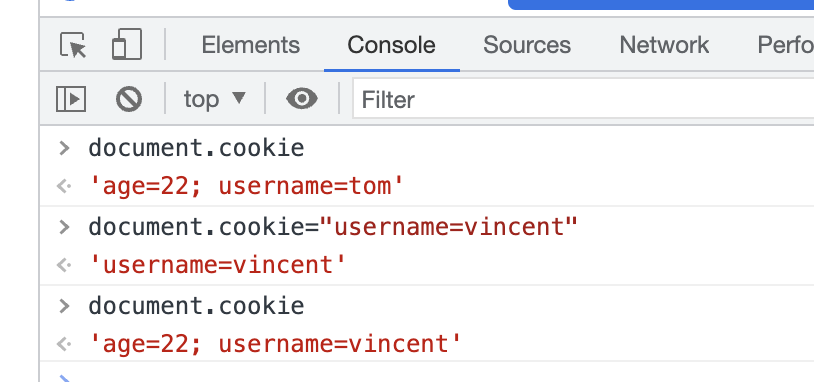 Elements Console Sources Network Perfo
top ▼ Filter
> document.cookie
'age=22; username=tom'
> document.cookie="username=vincent"
'username=vincent'
> document.cookie
'age=22; username=vincent'
>